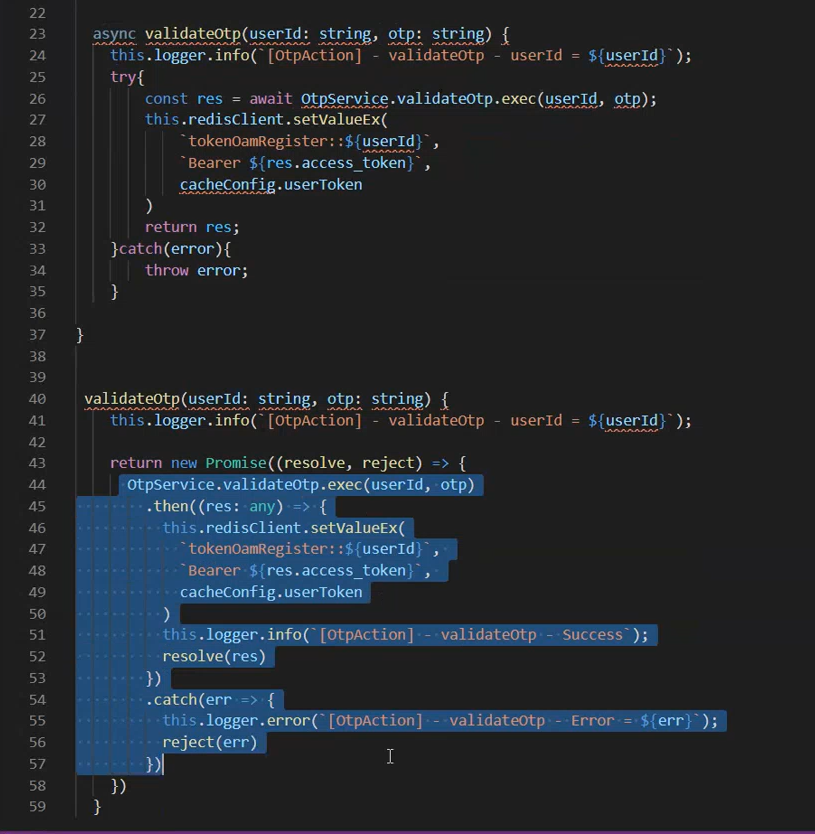 22
23 async validateOtp(userId: string, otp: string) {
24 this.logger.info(`[OtpAction] - validateOtp - userId = ${userId}`);
25 try{
26 const res = await OtpService.validateOtp.exec(userId, otp);
27 this.redisClient.setValueEx(
28 `tokenOamRegister::${userId}`,
29 `Bearer ${res.access_token}`,
30 cacheConfig.userToken
31 )
32 return res;
33 }catch(error){
34 throw error;
35 }
36
37 }
38
39
40 validateOtp(userId: string, otp: string) {
41 this.logger.info(`[OtpAction] - validateOtp - userId = ${userId}`);
42
43 return new Promise((resolve, reject) => {
44 OtpService.validateOtp.exec(userId, otp)
45 .then((res: any) => {
46 this.redisClient.setValueEx(
47 `tokenOamRegister::${userId}`,
48 `Bearer ${res.access_token}`,
49 cacheConfig.userToken
50 )
51 this.logger.info(`[OtpAction] - validateOtp - Success`);
52 resolve(res)
53 })
54 .catch(err => {
55 this.logger.error(`[OtpAction] - validateOtp - Error = ${err}`);
56 reject(err)
57 })
58 })
59 }